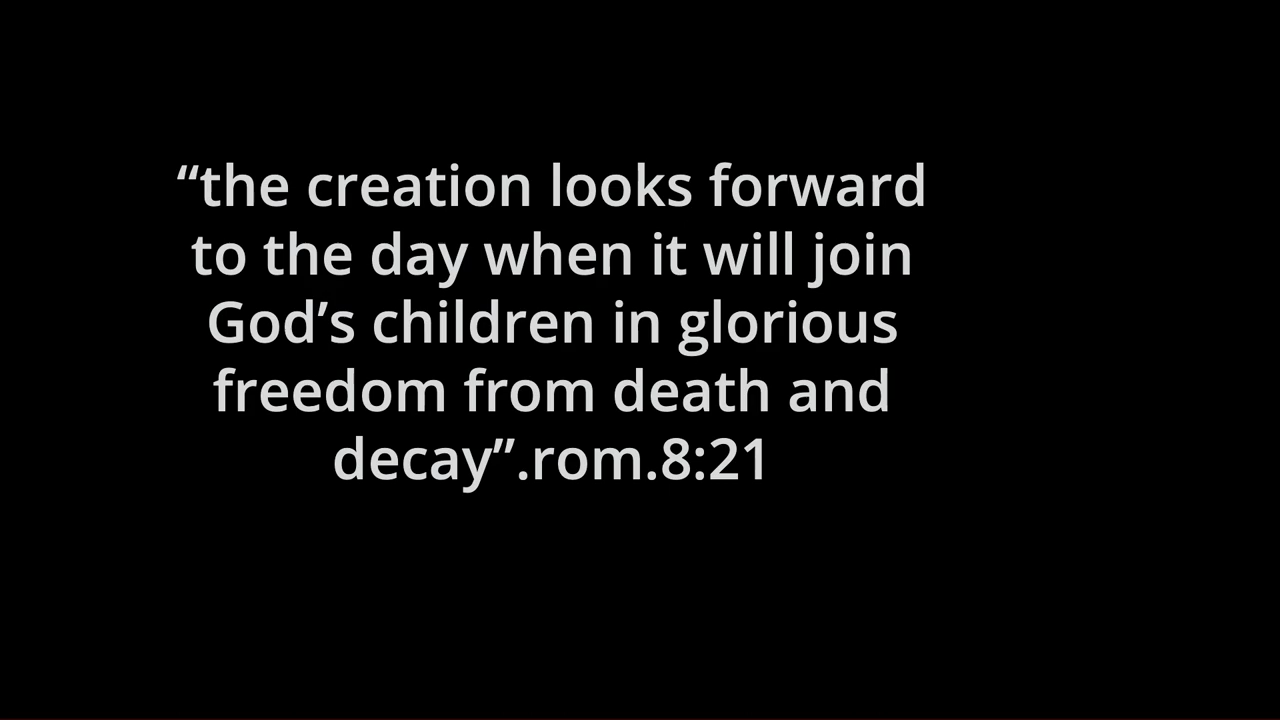 “the creation looks forward
to the day when it will join
God’s children in glorious
freedom from death and
decay”.rom.8:21